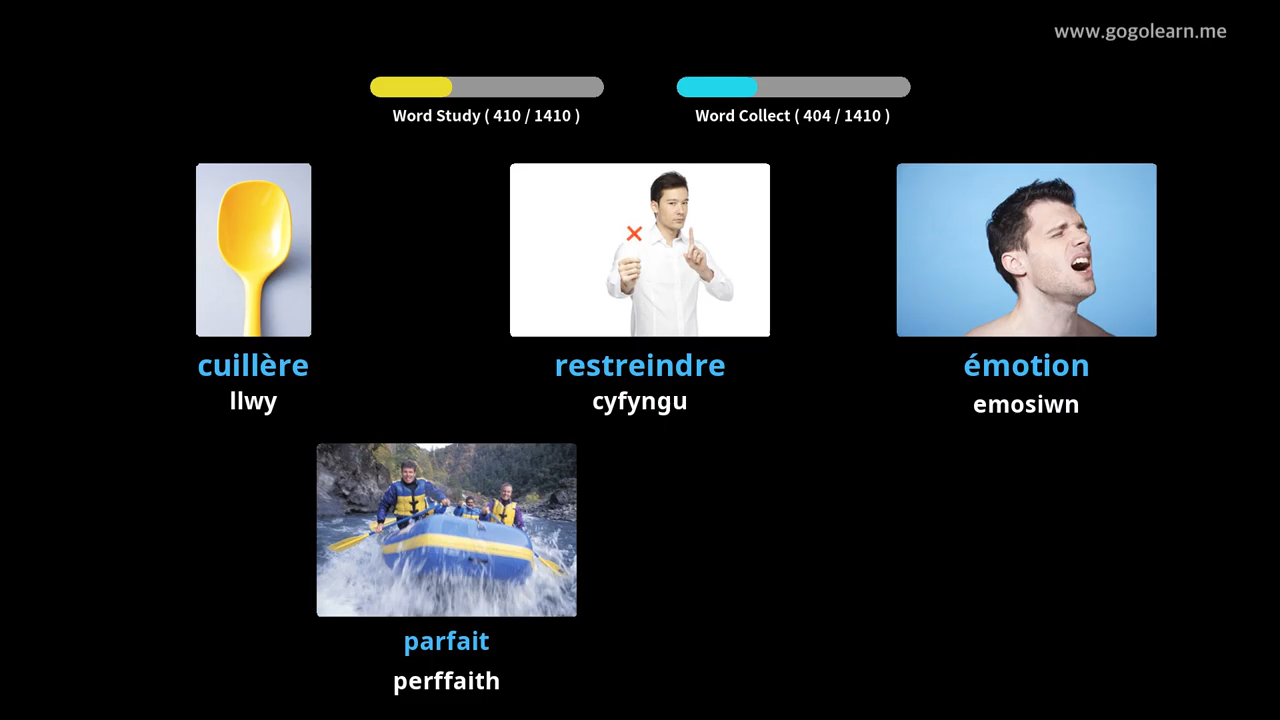 www.gogolearn.me
Word Study ( 410 / 1410 )
Word Collect ( 404 / 1410 )
cuillère
llwy
restreindre
cyfyngu
émotion
emosiwn
parfait
perffaith